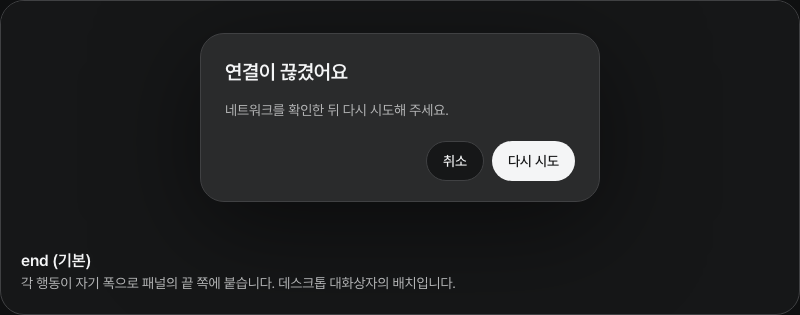 연결이 끊겼어요
네트워크를 확인한 뒤 다시 시도해 주세요.
취소 다시 시도
end (기본)
각 행동이 자기 폭으로 패널의 끝 쪽에 붙습니다. 데스크톱 대화상자의 배치입니다.